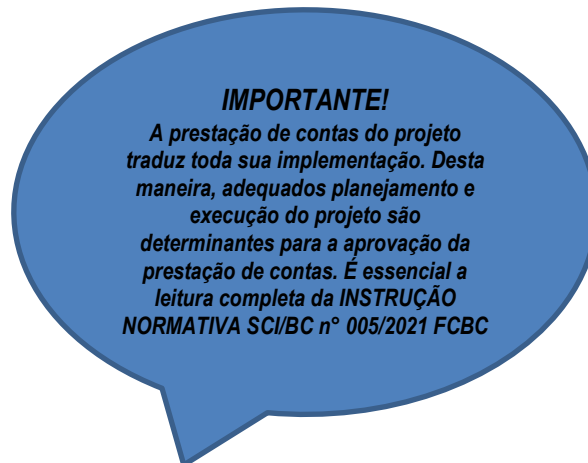 IMPORTANTE!
A prestação de contas do projeto
traduz toda sua implementação. Desta
maneira, adequados planejamento e
execução do projeto são
determinantes para a aprovação da
prestação de contas. É essencial a
leitura completa da INSTRUÇÃO
NORMATIVA SCI/BC n° 005/2021 FCBC